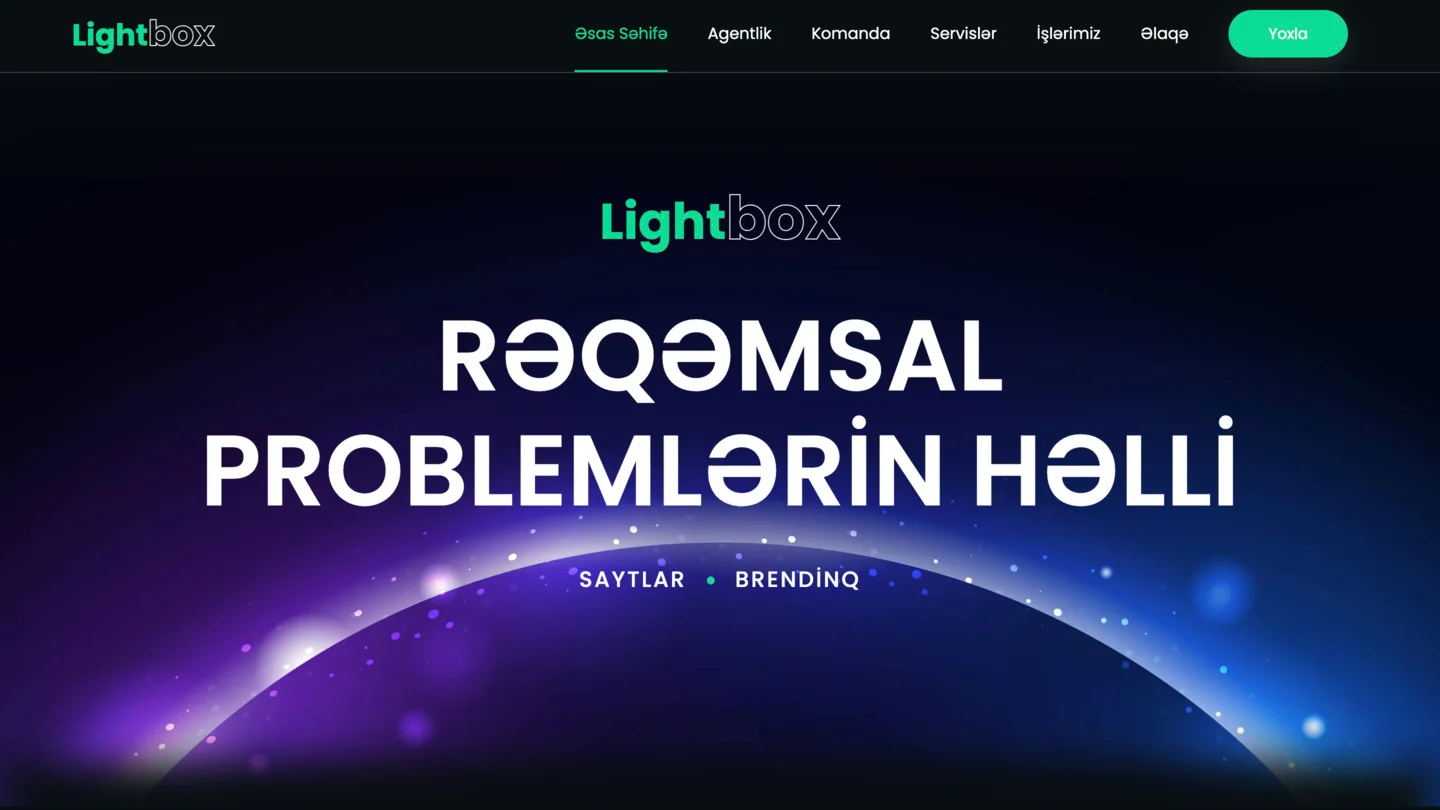 Lightbox
Əsas Səhifə Agentlik Komanda Servislər İşlərimiz Əlaqə Yoxla
Lightbox
RƏQƏMSAL
PROBLEMLƏRİN HƏLLİ
SAYTLAR • BRENDİNQ